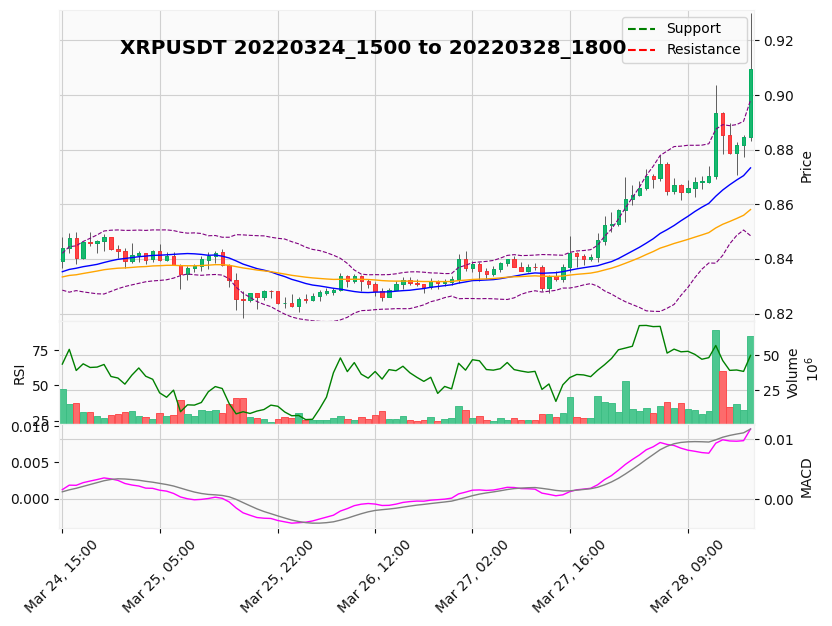 XRPUSDT 20220324_1500 to 20220328_1800
Support
Resistance
0.92
0.90
0.88
0.86
0.84
0.82
Price
75
50
25
RSI
50
25
Volume
10⁶
0.010
0.005
0.000
0.01
0.00
MACD
Mar 24, 15:00
Mar 25, 05:00
Mar 25, 22:00
Mar 26, 12:00
Mar 27, 02:00
Mar 27, 16:00
Mar 28, 09:00